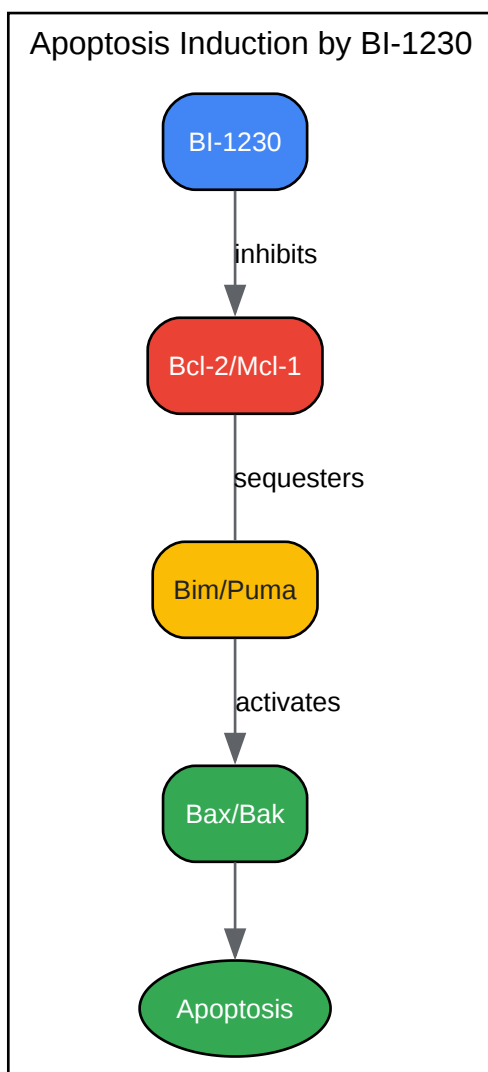 Apoptosis Induction by BI-1230
BI-1230
inhibits
Bcl-2/Mcl-1
sequesters
Bim/Puma
activates
Bax/Bak
Apoptosis